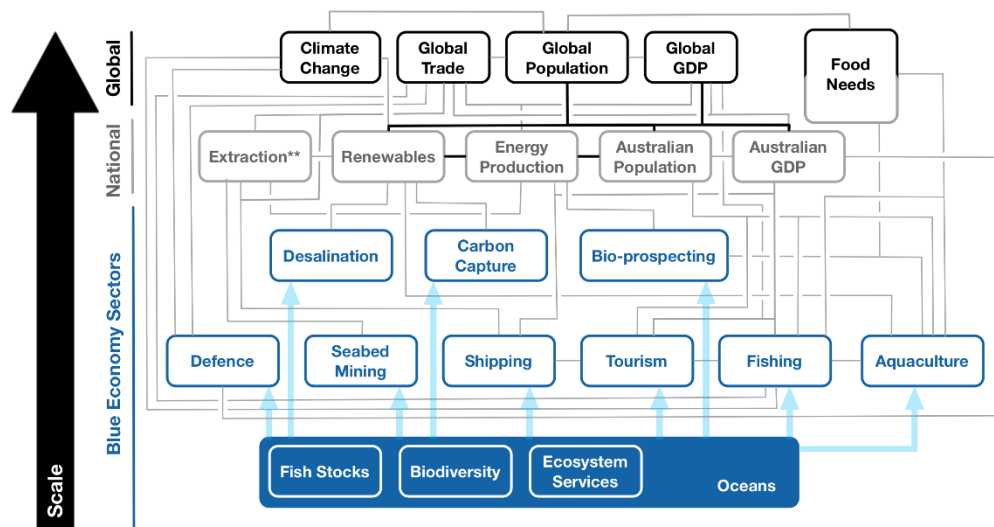 Scale
Global
National
Blue Economy Sectors
Climate
Change
Global
Trade
Global
Population
Global
GDP
Food
Needs
Extraction**
Renewables
Energy
Production
Australian
Population
Australian
GDP
Desalination
Carbon
Capture
Bio-prospecting
Defence
Seabed
Mining
Shipping
Tourism
Fishing
Aquaculture
Fish Stocks
Biodiversity
Ecosystem
Services
Oceans